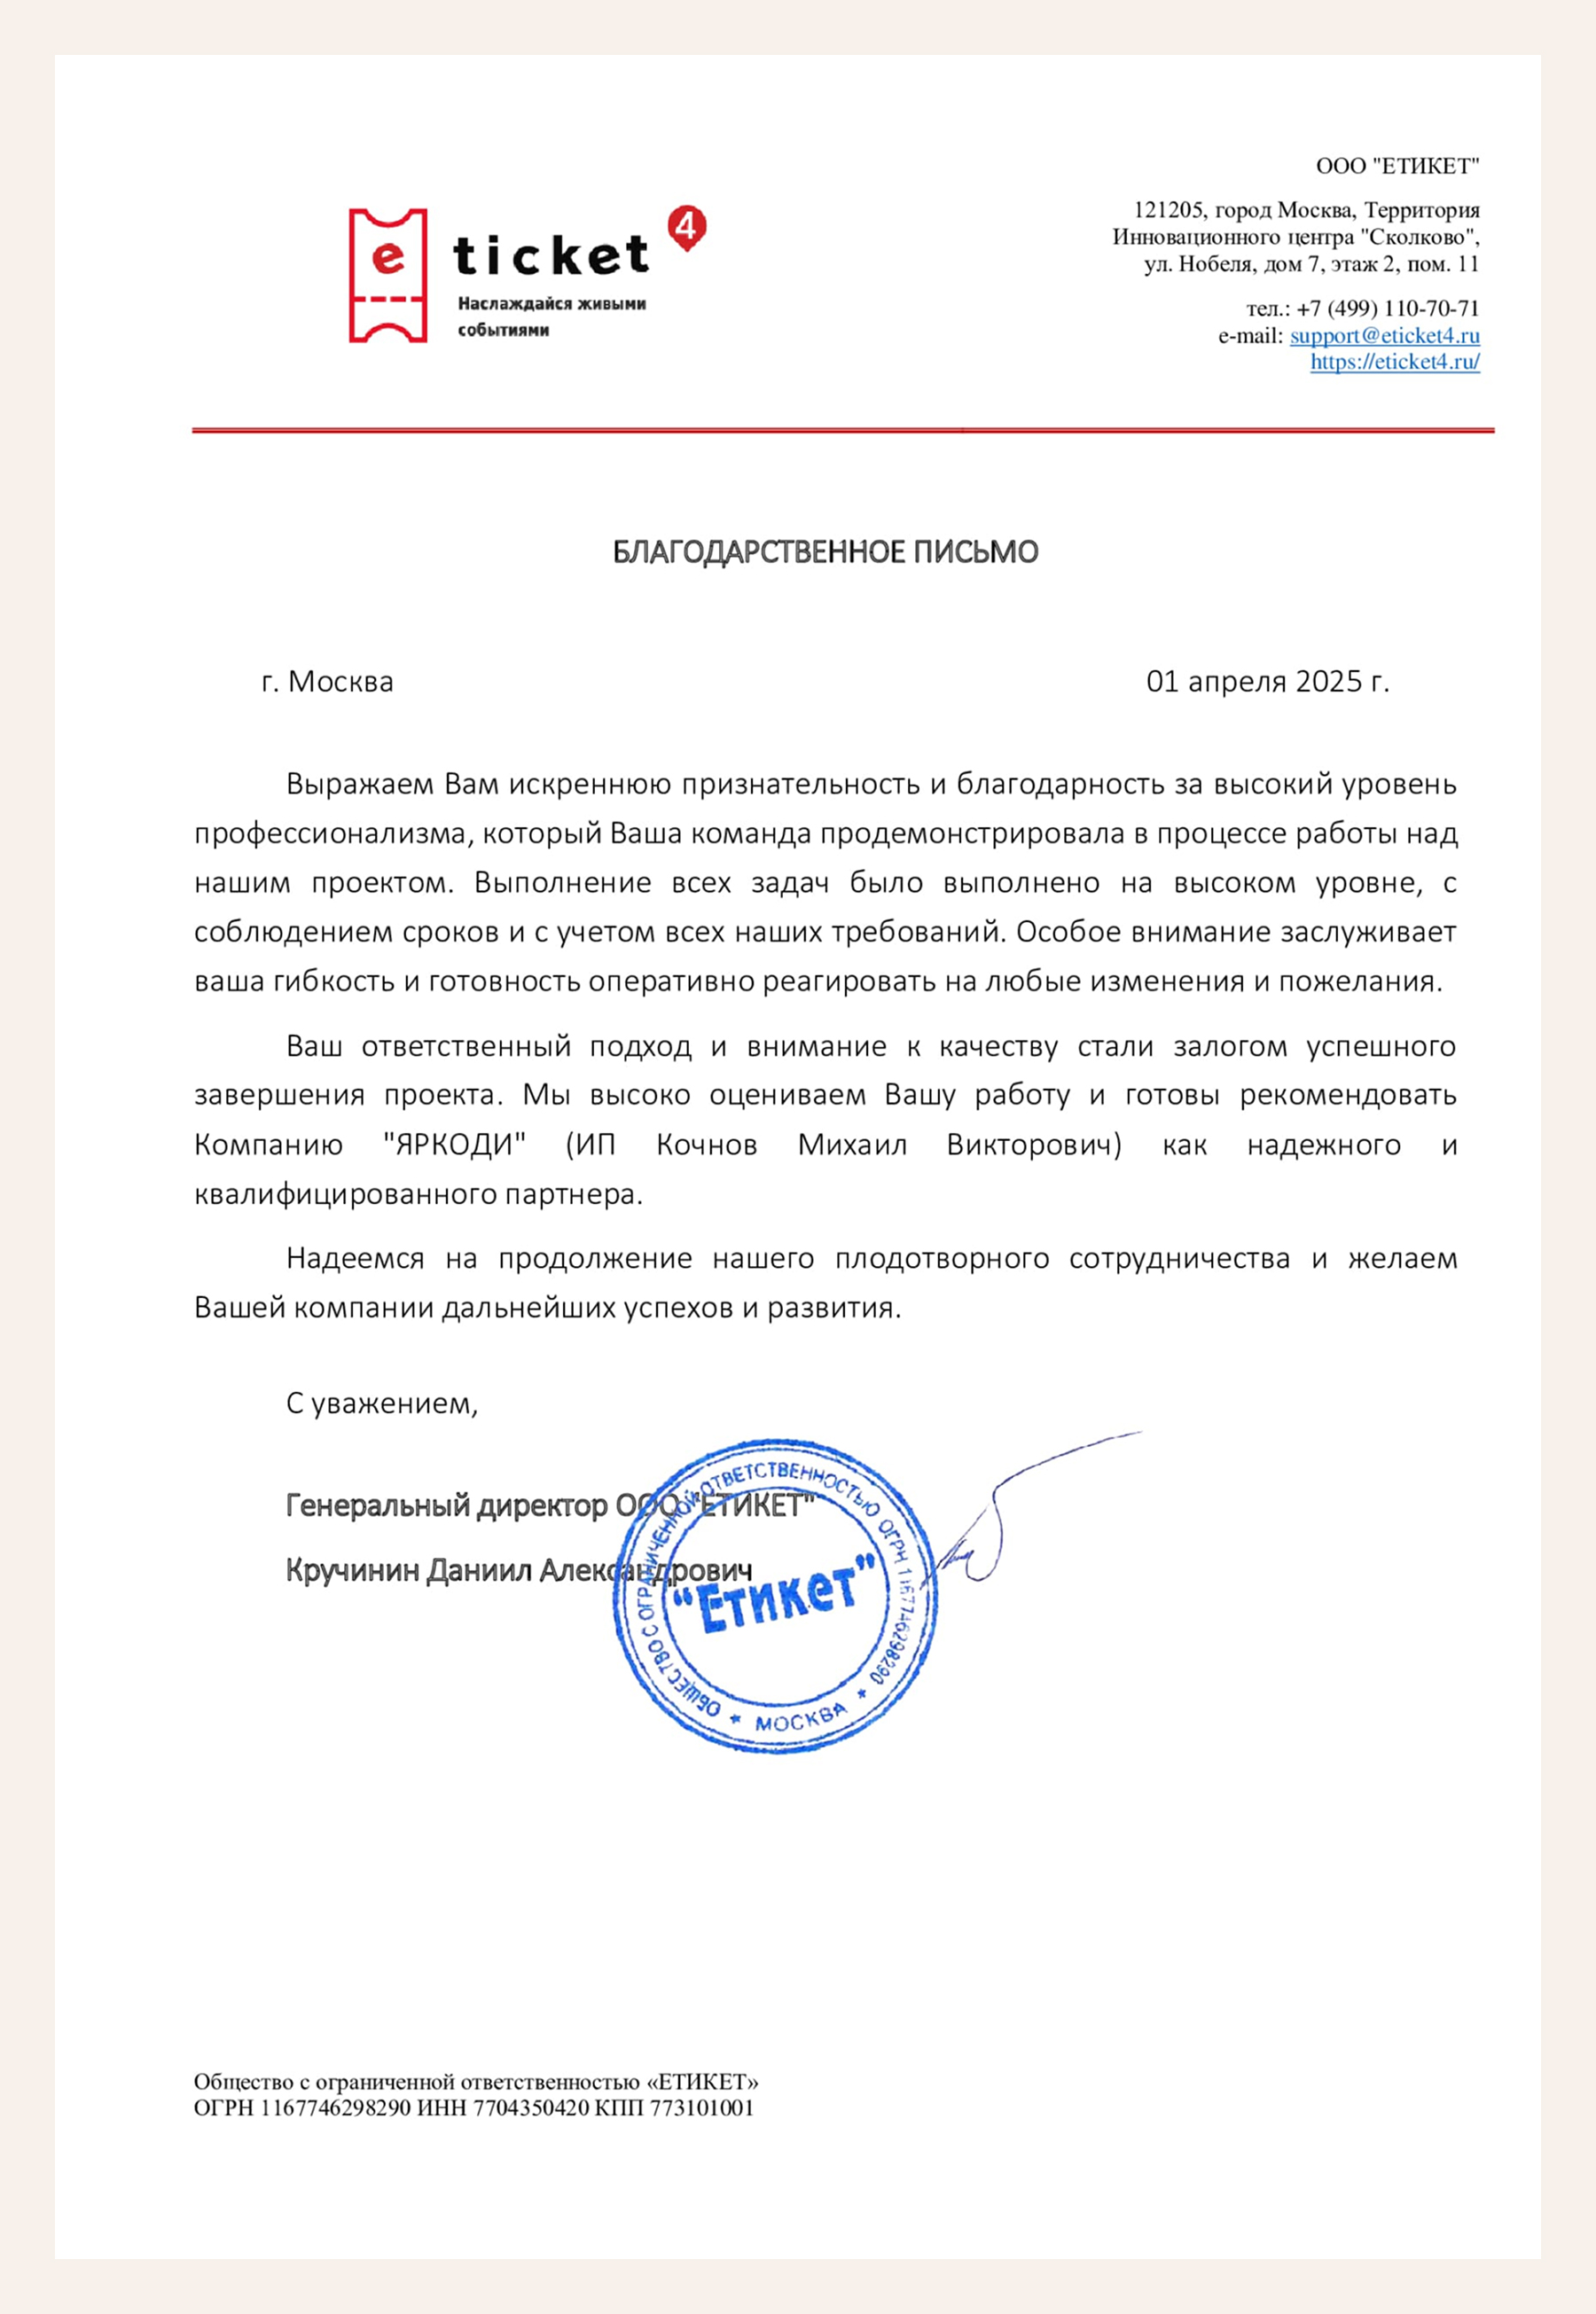 e ticket 4
Наслаждайся живыми
событиями
ООО "ЕТИКЕТ"
121205, город Москва, Территория
Инновационного центра "Сколково",
ул. Нобеля, дом 7, этаж 2, пом. 11
тел.: +7 (499) 110-70-71
e-mail: support@eticket4.ru
https://eticket4.ru/
БЛАГОДАРСТВЕННОЕ ПИСЬМО
г. Москва
01 апреля 2025 г.
Выражаем Вам искреннюю признательность и благодарность за высокий уровень
профессионализма, который Ваша команда продемонстрировала в процессе работы над
нашим проектом. Выполнение всех задач было выполнено на высоком уровне, с
соблюдением сроков и с учетом всех наших требований. Особое внимание заслуживает
ваша гибкость и готовность оперативно реагировать на любые изменения и пожелания.
Ваш ответственный подход и внимание к качеству стали залогом успешного
завершения проекта. Мы высоко оцениваем Вашу работу и готовы рекомендовать
Компанию "ЯРКОДИ" (ИП Кочнов Михаил Викторович) как надежного и
квалифицированного партнера.
Надеемся на продолжение нашего плодотворного сотрудничества и желаем
Вашей компании дальнейших успехов и развития.
С уважением,
Генеральный директор ООО "ЕТИКЕТ"
Кручинин Даниил Александрович
ОБЩЕСТВО С ОГРАНИЧЕННОЙ ОТВЕТСТВЕННОСТЬЮ ОГРН 1167746298290
"Етикет"
* МОСКВА *
Общество с ограниченной ответственностью «ЕТИКЕТ»
ОГРН 1167746298290 ИНН 7704350420 КПП 773101001